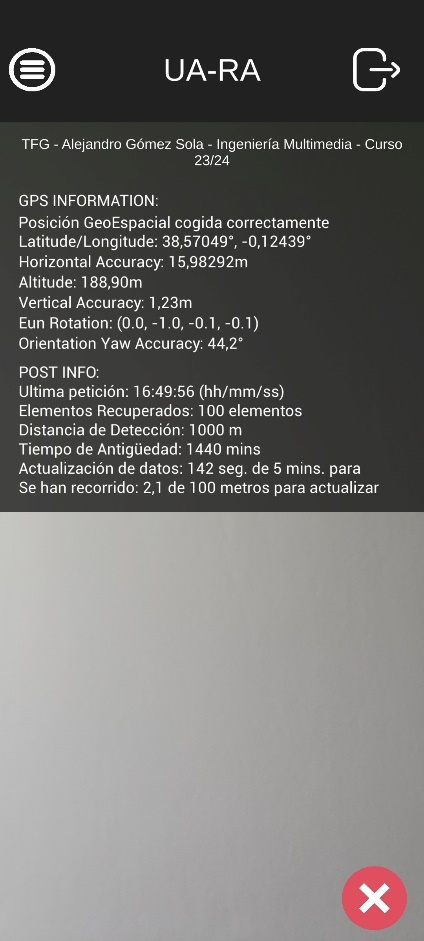 UA-RA
TFG - Alejandro Gómez Sola - Ingeniería Multimedia - Curso
23/24
GPS INFORMATION:
Posición GeoEspacial cogida correctamente
Latitude/Longitude: 38,57049°, -0,12439°
Horizontal Accuracy: 15,98292m
Altitude: 188,90m
Vertical Accuracy: 1,23m
Eun Rotation: (0.0, -1.0, -0.1, -0.1)
Orientation Yaw Accuracy: 44,2°
POST INFO:
Ultima petición: 16:49:56 (hh/mm/ss)
Elementos Recuperados: 100 elementos
Distancia de Detección: 1000 m
Tiempo de Antigüedad: 1440 mins
Actualización de datos: 142 seg. de 5 mins. para
Se han recorrido: 2,1 de 100 metros para actualizar